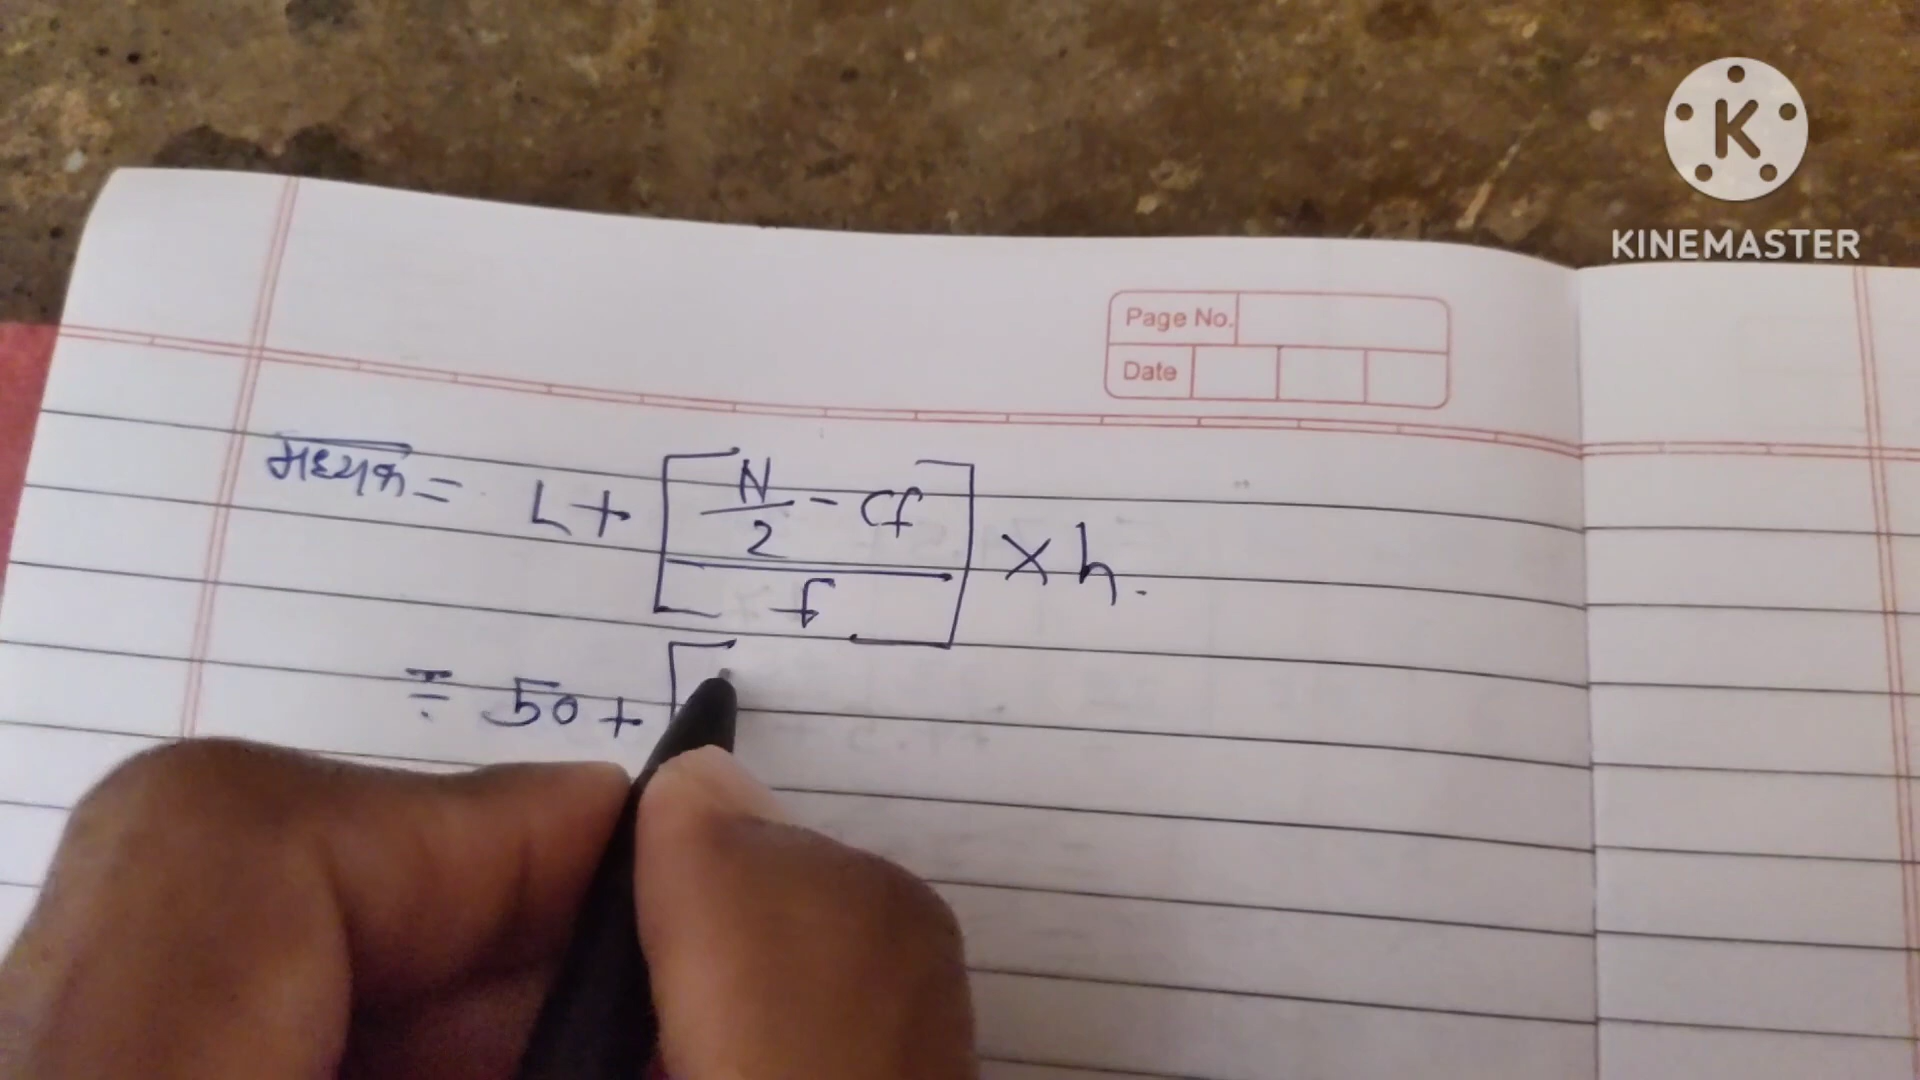 KINEMASTER
Page No.
Date
मध्यक = L + [N/2 - Cf / f] × h.
= 50 + [